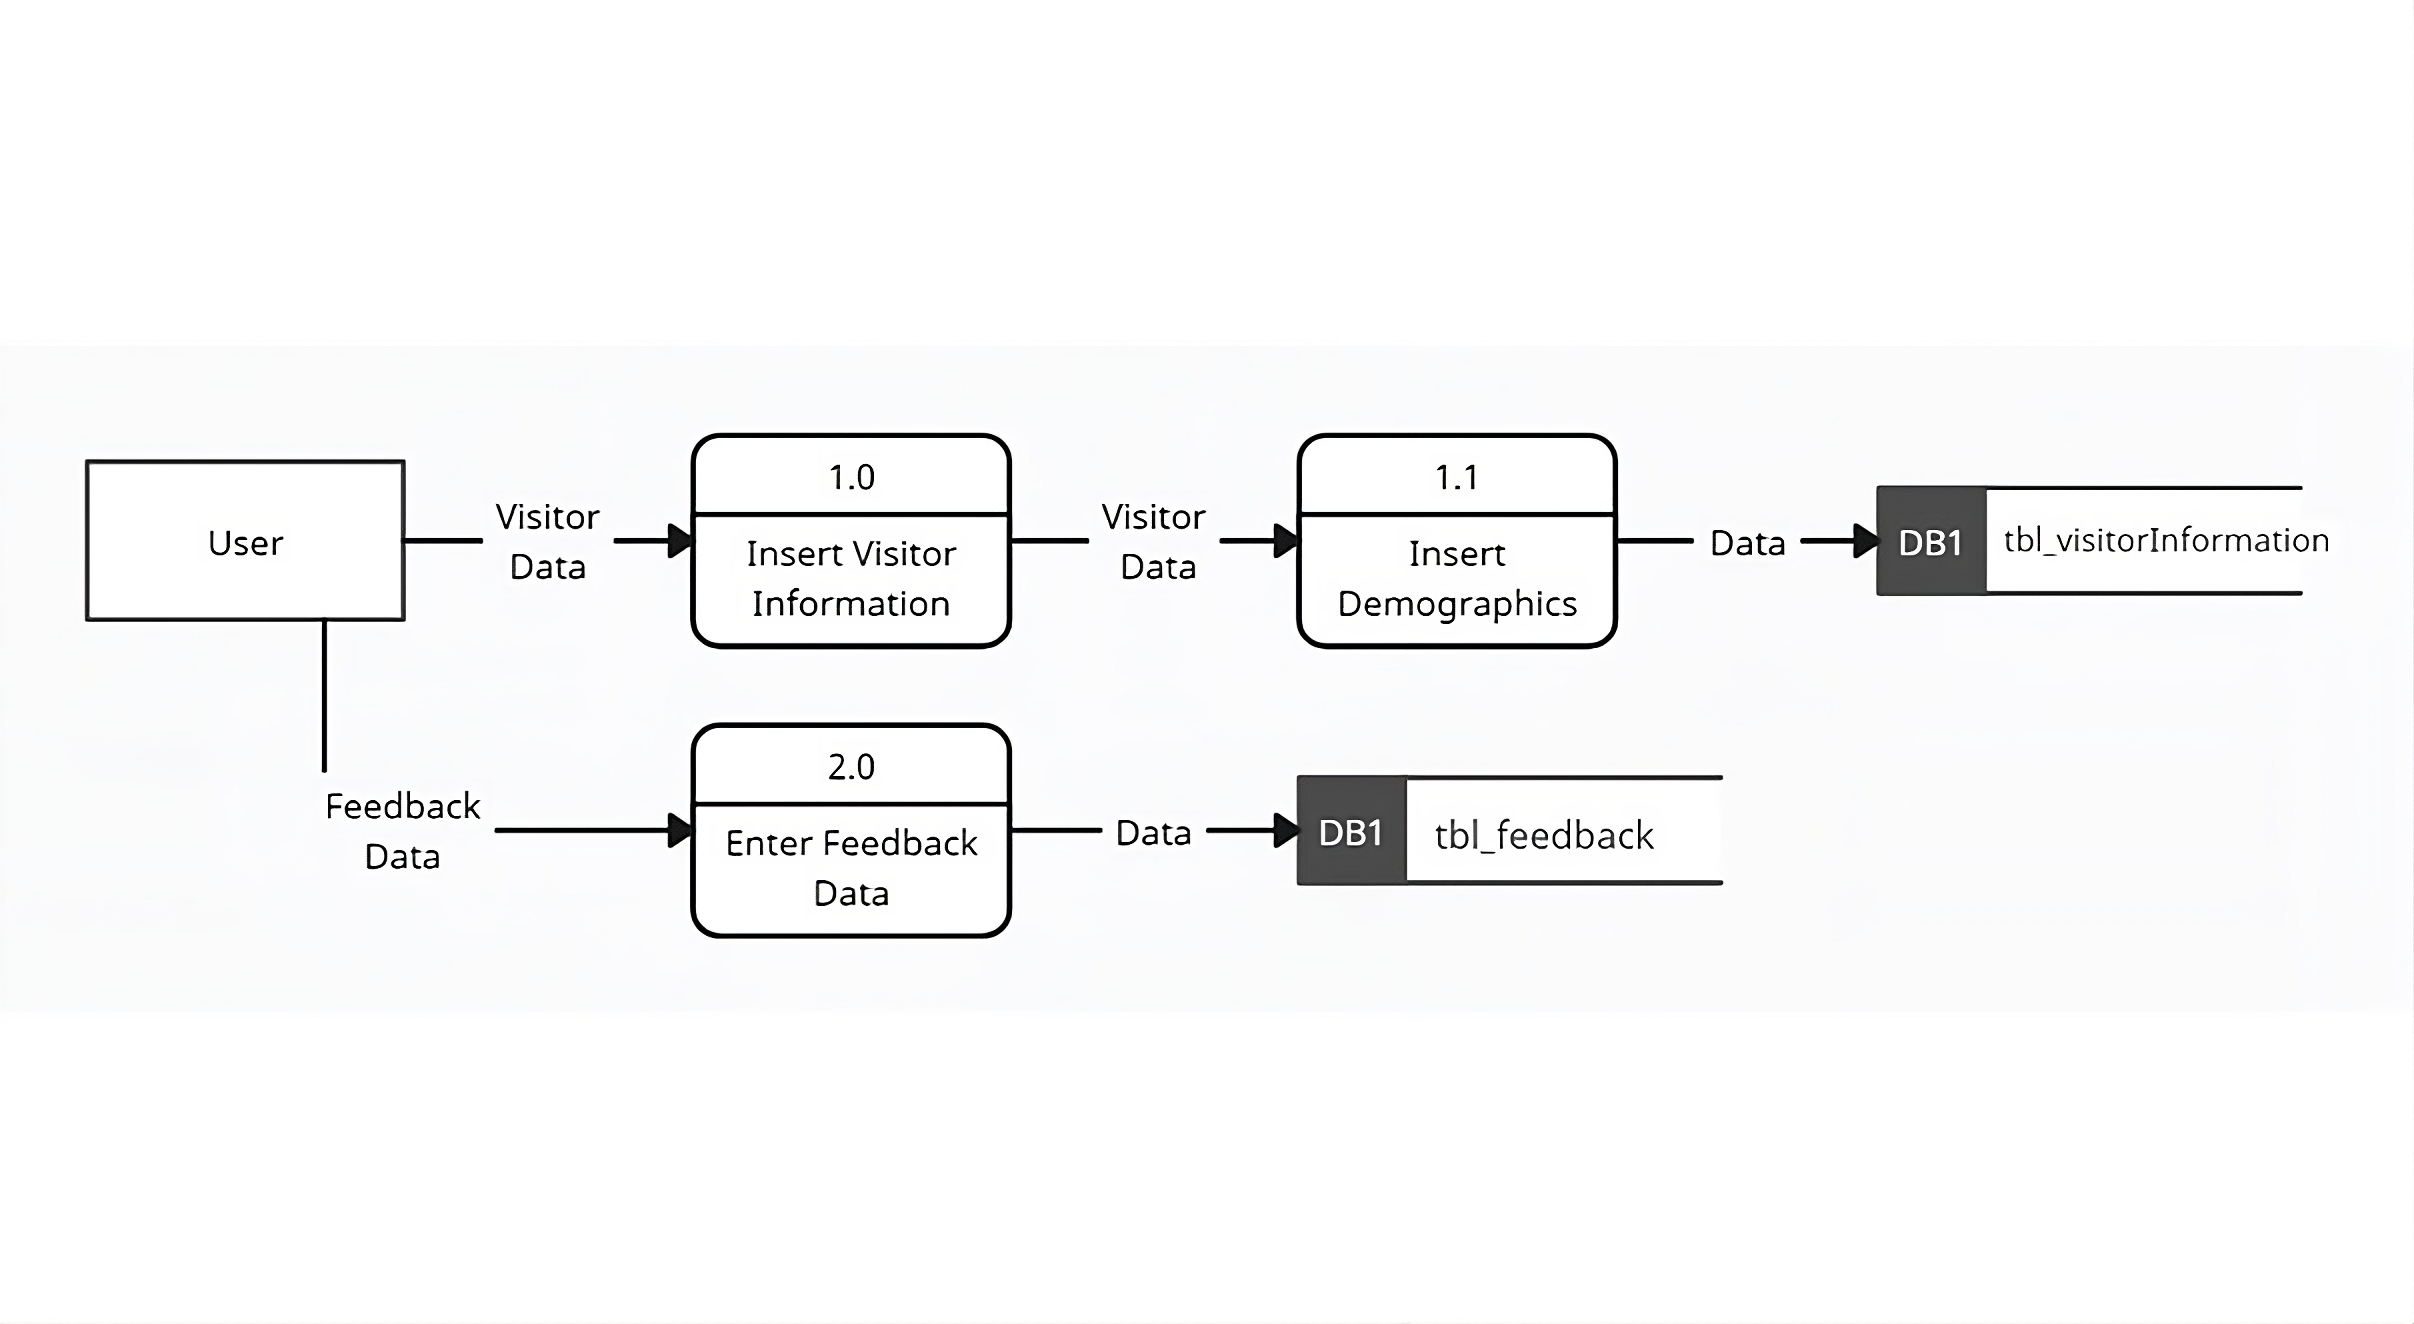 User
Visitor
Data
1.0
Insert Visitor
Information
Visitor
Data
1.1
Insert
Demographics
Data
DB1
tbl_visitorInformation
Feedback
Data
2.0
Enter Feedback
Data
Data
DB1
tbl_feedback